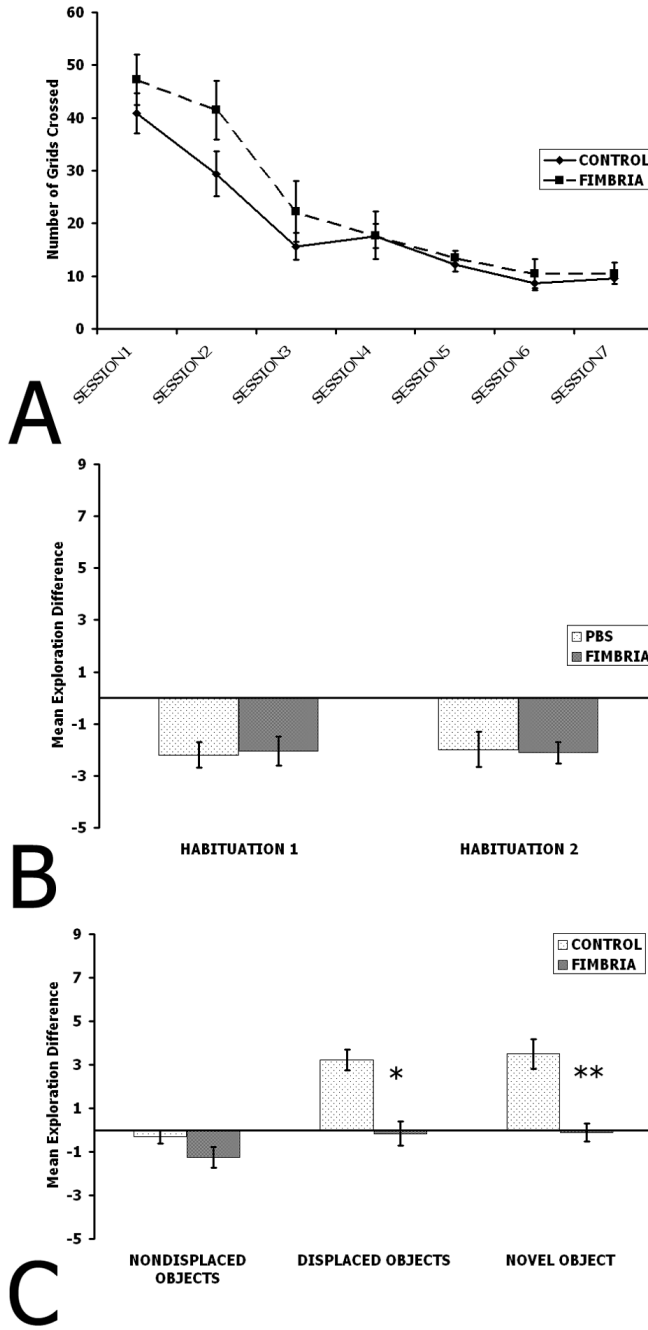 60
50
40
30
20
10
0
Number of Grids Crossed
CONTROL
FIMBRIA
SESSION1
SESSION2
SESSION3
SESSION4
SESSION5
SESSION6
SESSION7
A
9
7
5
3
1
-1
-3
-5
Mean Exploration Difference
PBS
FIMBRIA
HABITUATION 1
HABITUATION 2
B
9
7
5
3
1
-1
-3
-5
Mean Exploration Difference
CONTROL
FIMBRIA
*
**
NONDISPLACED
OBJECTS
DISPLACED OBJECTS
NOVEL OBJECT
C